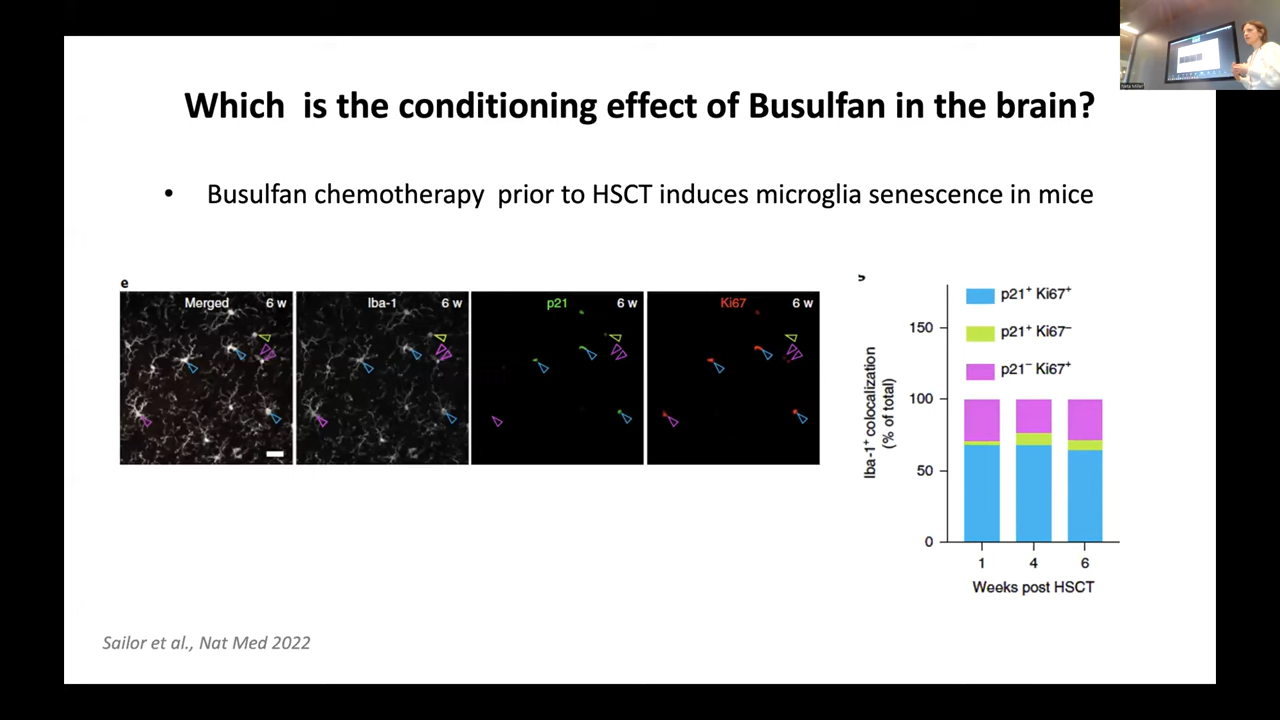 Which is the conditioning effect of Busulfan in the brain?
• Busulfan chemotherapy prior to HSCT induces microglia senescence in mice
e
Merged 6 w
Iba-1 6 w
p21 6 w
Ki67 6 w
p21+ Ki67+
p21+ Ki67−
p21− Ki67+
150
100
50
0
Iba-1+ colocalization
(% of total)
1 4 6
Weeks post HSCT
Sailor et al., Nat Med 2022